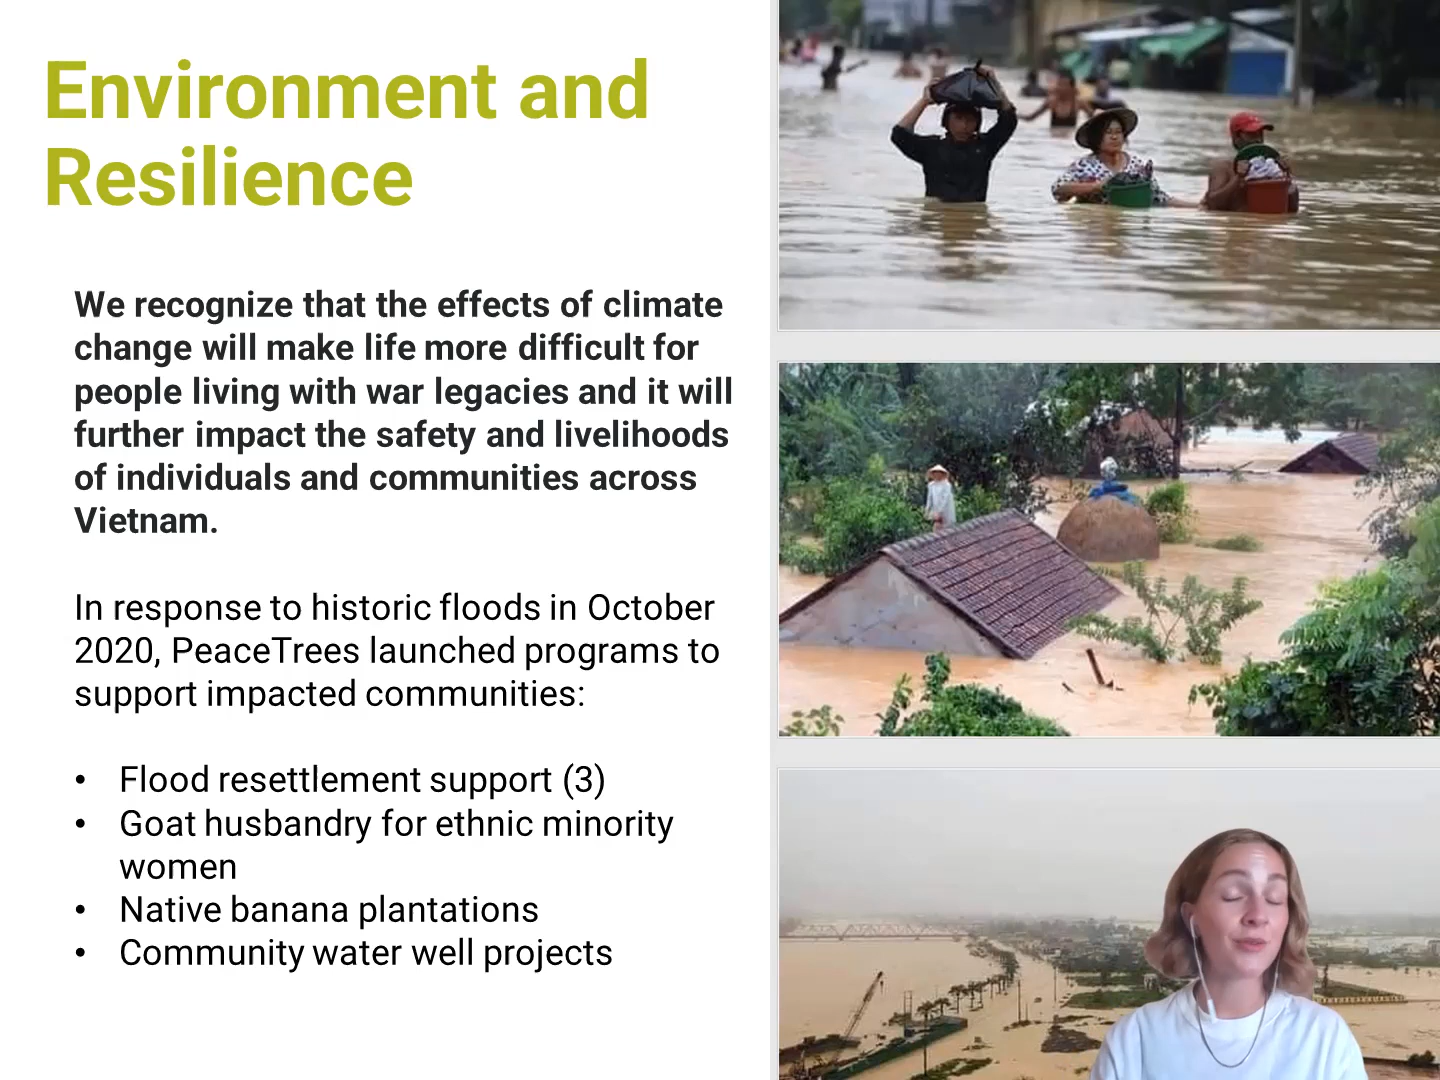 Environment and
Resilience
We recognize that the effects of climate
change will make life more difficult for
people living with war legacies and it will
further impact the safety and livelihoods
of individuals and communities across
Vietnam.
In response to historic floods in October
2020, PeaceTrees launched programs to
support impacted communities:
• Flood resettlement support (3)
• Goat husbandry for ethnic minority
women
• Native banana plantations
• Community water well projects